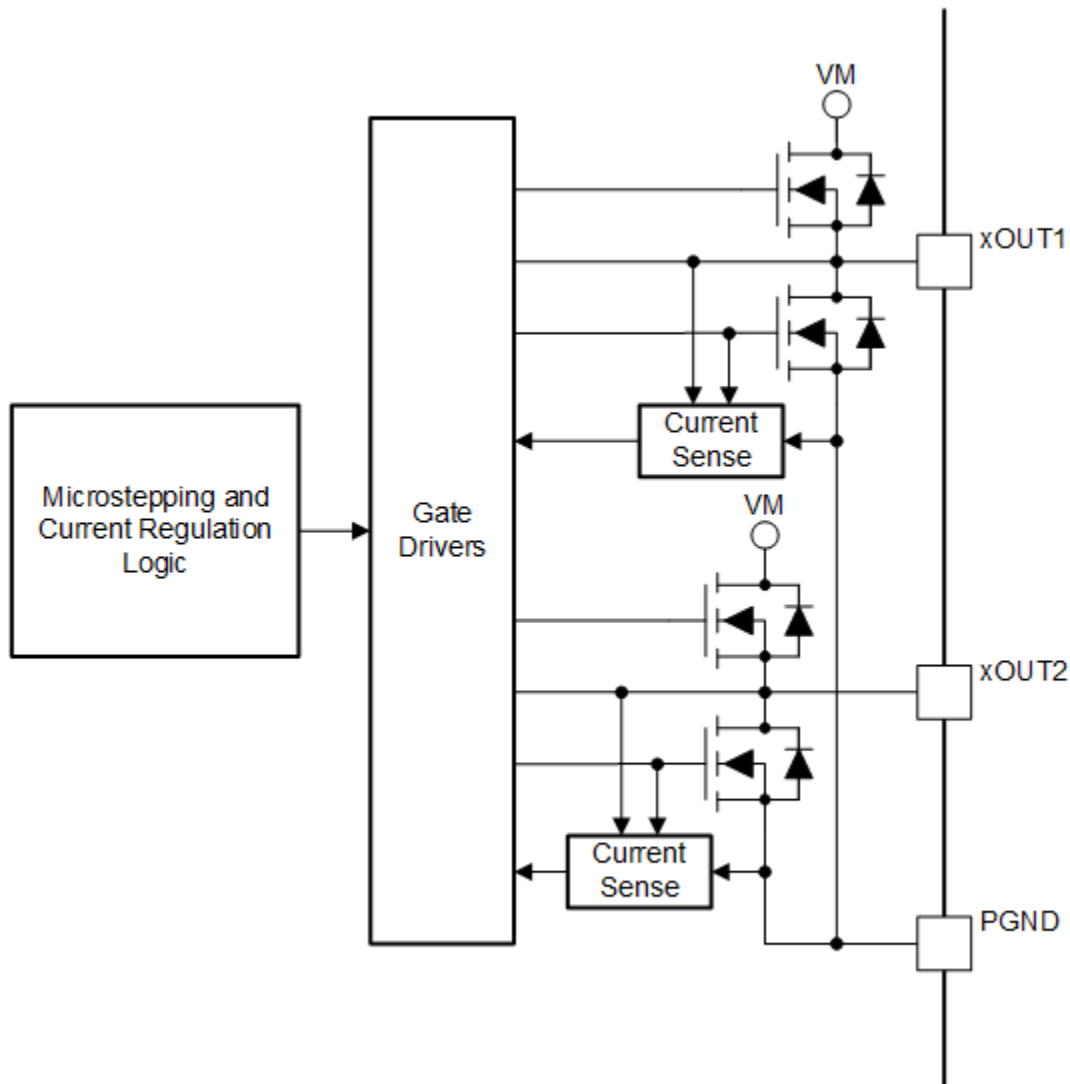 VM
xOUT1
Current
Sense
Microstepping and
Current Regulation
Logic
Gate
Drivers
VM
xOUT2
Current
Sense
PGND